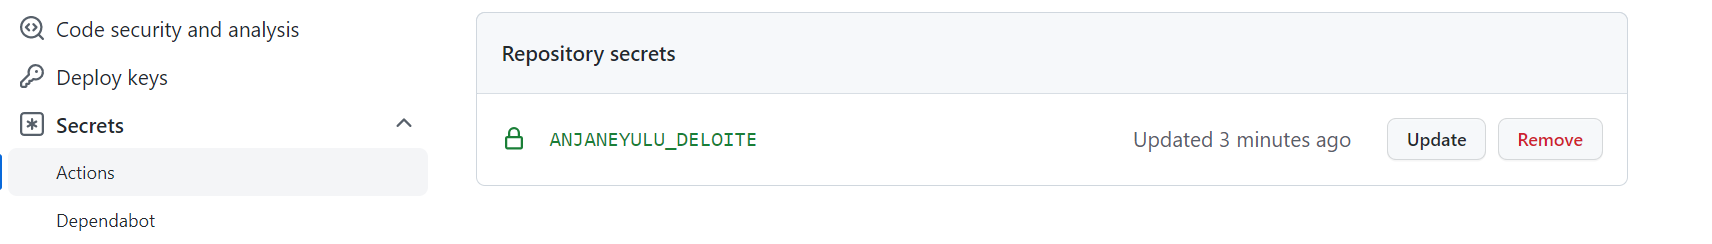 Code security and analysis
Deploy keys
Secrets
Actions
Dependabot
Repository secrets
ANJANEYULU_DELOITE Updated 3 minutes ago Update Remove